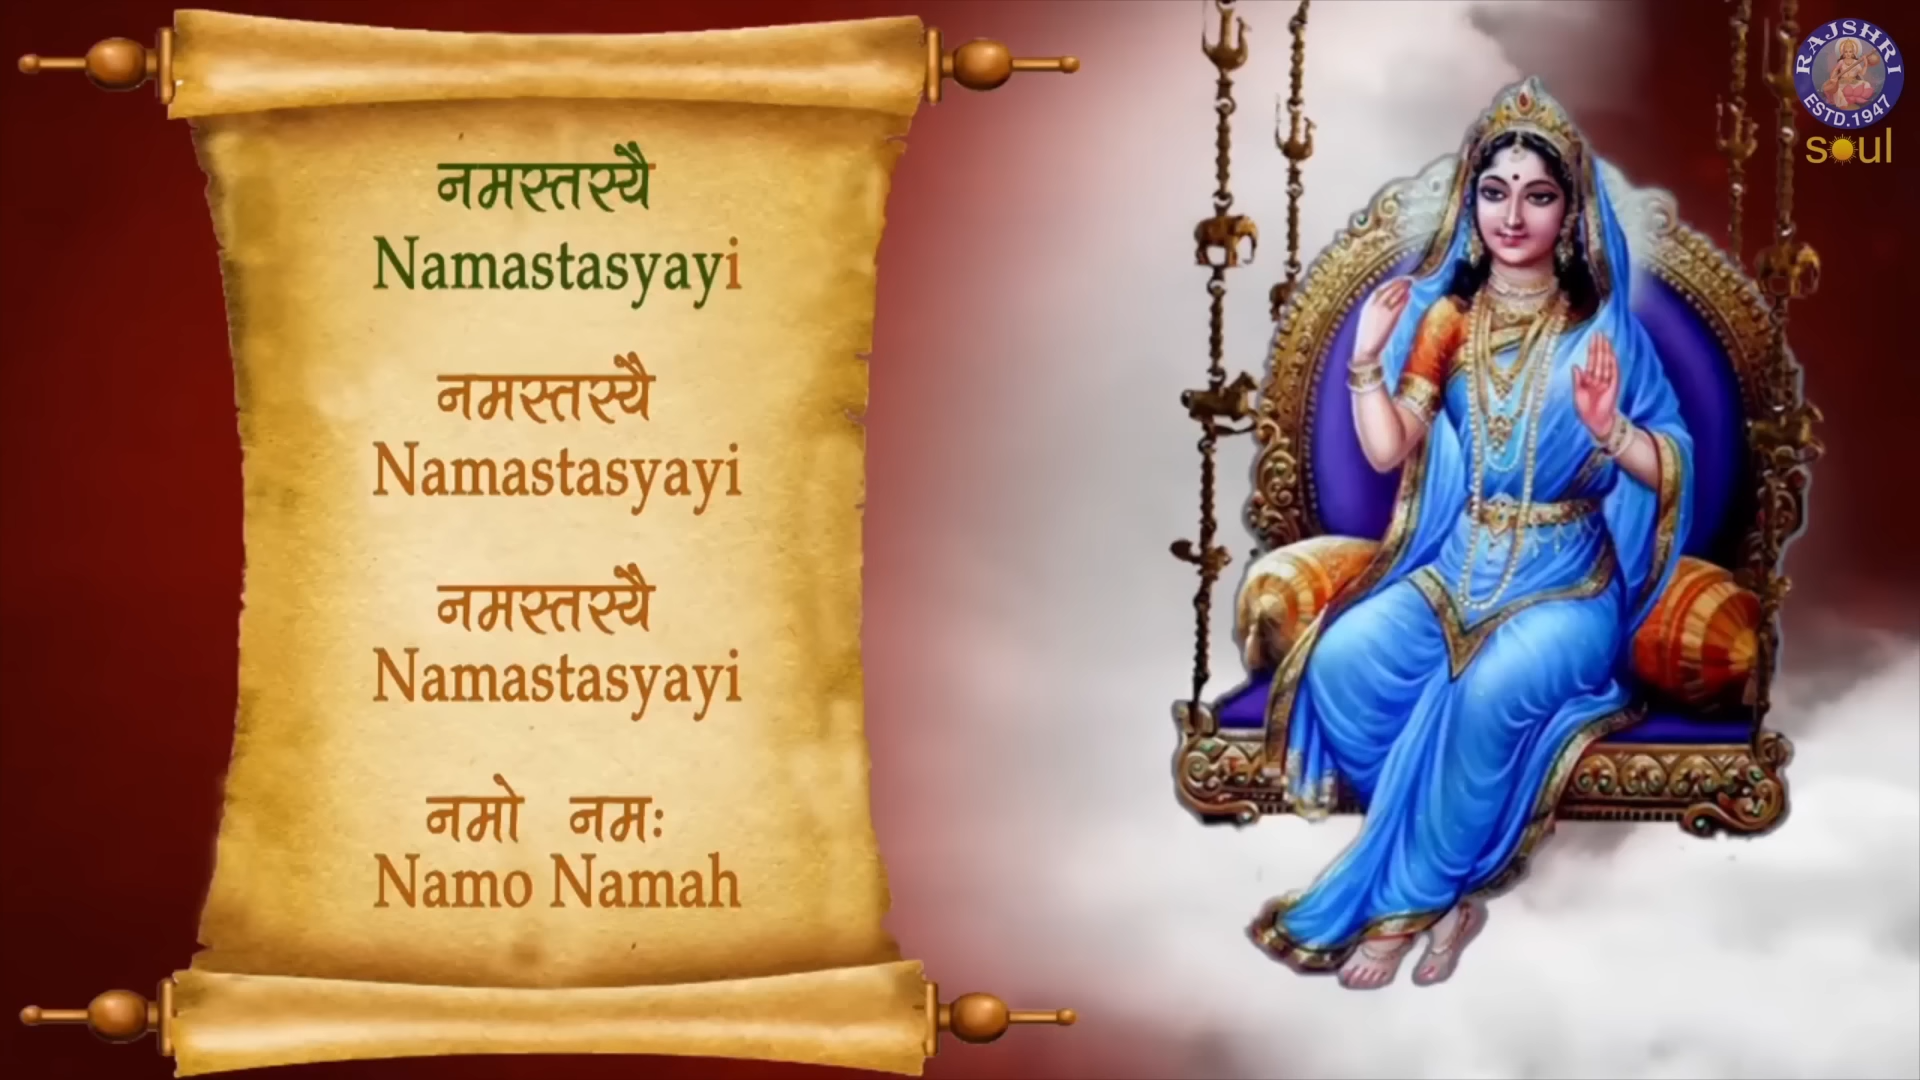 नमस्तस्यै
Namastasyayi
नमस्तस्यै
Namastasyayi
नमस्तस्यै
Namastasyayi
नमो नमः
Namo Namah
RAJSHRI
ESTD.1947
soul